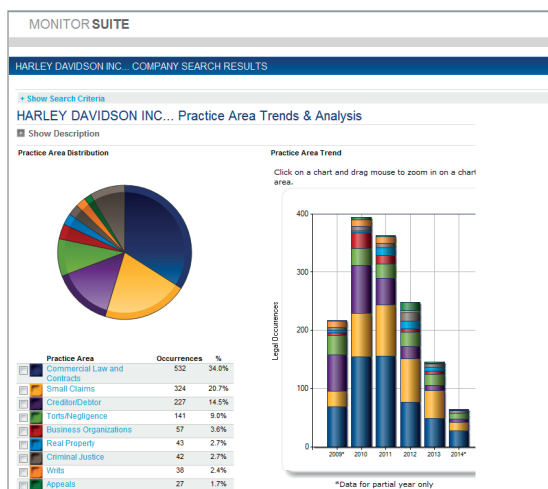 MONITOR SUITE
HARLEY DAVIDSON INC... COMPANY SEARCH RESULTS
+ Show Search Criteria
HARLEY DAVIDSON INC... Practice Area Trends & Analysis
Show Description
Practice Area Distribution
Practice Area Trend
Click on a chart and drag mouse to zoom in on a chart
area.
400
300
200
100
0
Legal Occurences
2009* 2010 2011 2012 2013 2014*
*Data for partial year only
Practice Area Occurrences %
Commercial Law and Contracts 532 34.0%
Small Claims 324 20.7%
Creditor/Debtor 227 14.5%
Torts/Negligence 141 9.0%
Business Organizations 57 3.6%
Real Property 43 2.7%
Criminal Justice 42 2.7%
Writs 38 2.4%
Appeals 27 1.7%